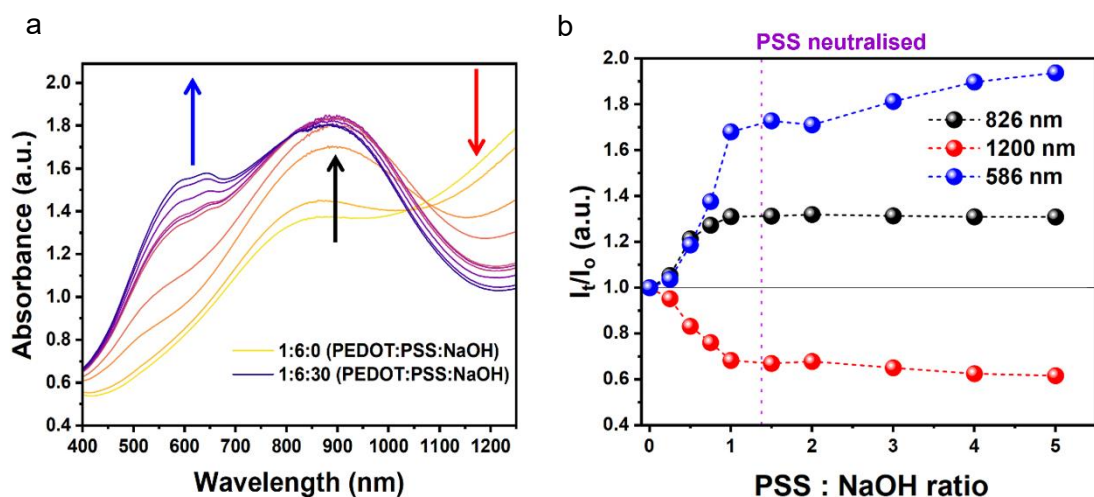 a
2.0
1.8
1.6
1.4
1.2
1.0
0.8
0.6
0.4
Absorbance (a.u.)
1:6:0 (PEDOT:PSS:NaOH)
1:6:30 (PEDOT:PSS:NaOH)
400 500 600 700 800 900 1000 1100 1200
Wavelength (nm)
b
PSS neutralised
2.0
1.8
1.6
1.4
1.2
1.0
0.8
0.6
0.4
Iₜ/Iₒ (a.u.)
826 nm
1200 nm
586 nm
0 1 2 3 4 5
PSS : NaOH ratio